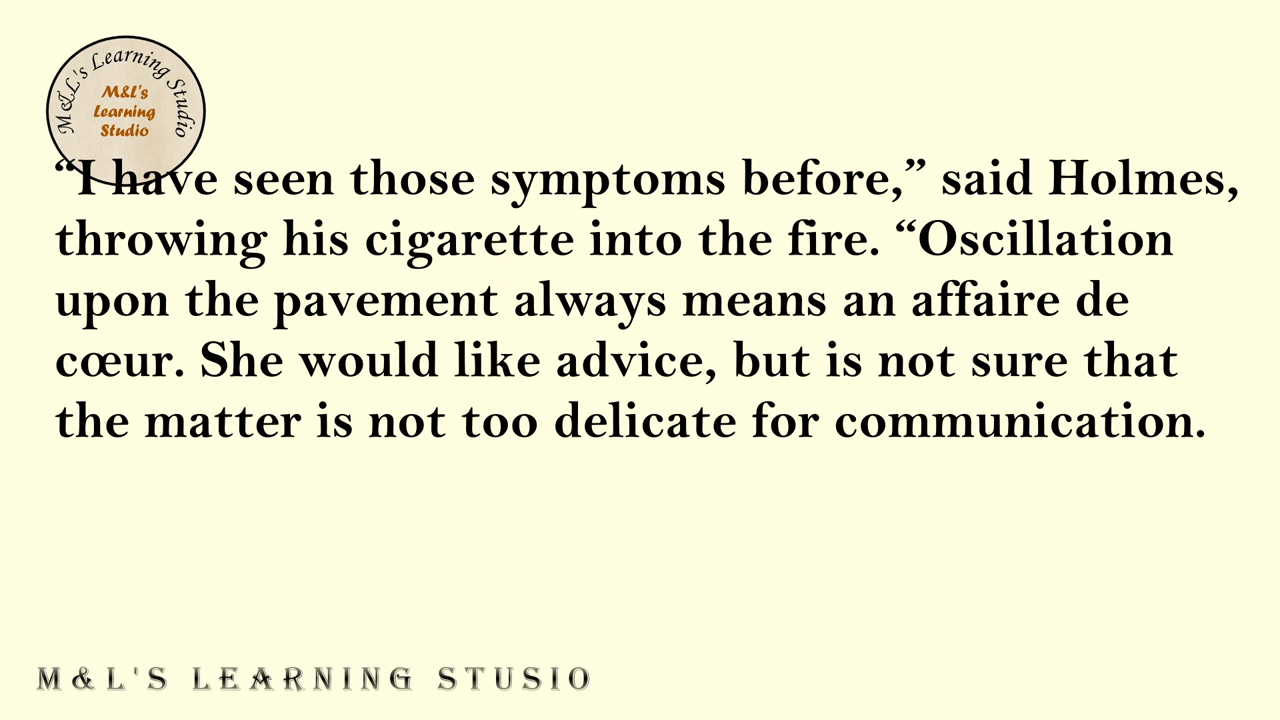 M&L's Learning Studio
M&L's
Learning
Studio
“I have seen those symptoms before,” said Holmes,
throwing his cigarette into the fire. “Oscillation
upon the pavement always means an affaire de
cœur. She would like advice, but is not sure that
the matter is not too delicate for communication.
M&L'S LEARNING STUSIO